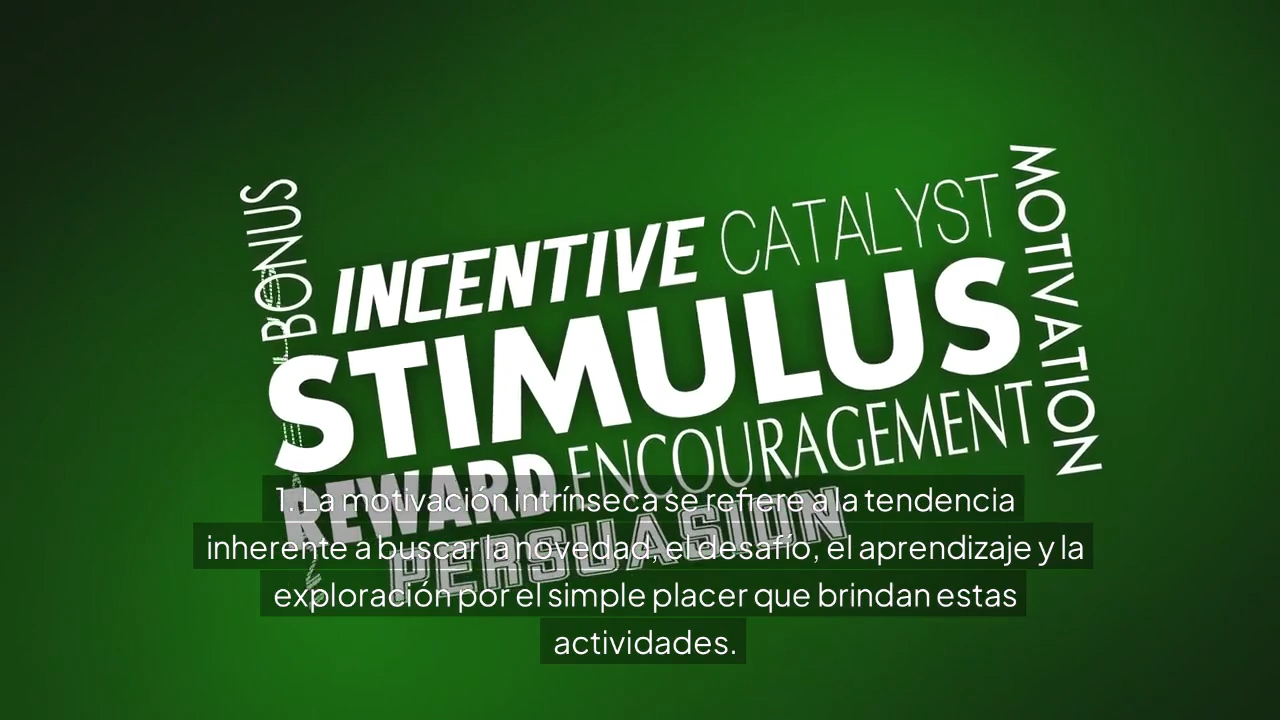 BONUS
INCENTIVE CATALYST
MOTIVATION
STIMULUS
REWARD ENCOURAGEMENT
PERSUASION
1. La motivación intrínseca se refiere a la tendencia
inherente a buscar la novedad, el desafío, el aprendizaje y la
exploración por el simple placer que brindan estas
actividades.